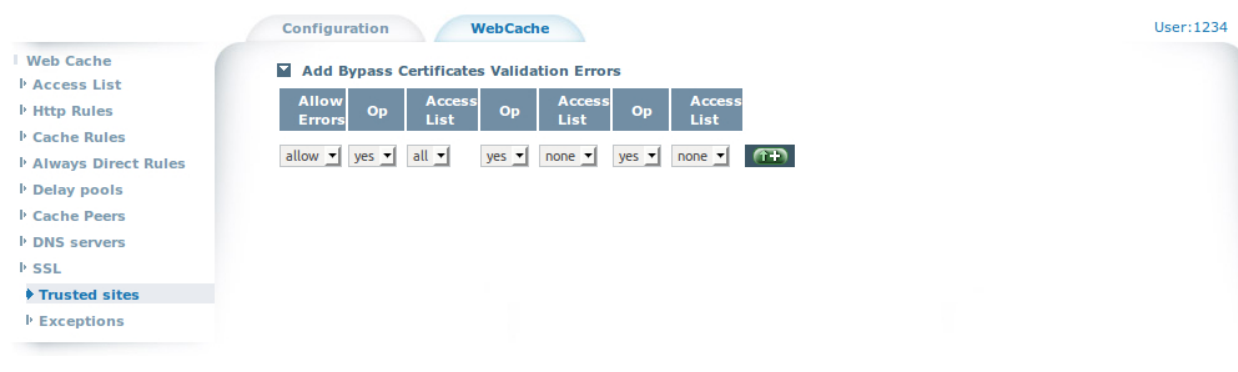 Configuration
WebCache
User:1234
Web Cache
Access List
Http Rules
Cache Rules
Always Direct Rules
Delay pools
Cache Peers
DNS servers
SSL
Trusted sites
Exceptions
Add Bypass Certificates Validation Errors
Allow Errors Op Access List Op Access List Op Access List
allow yes all yes none yes none